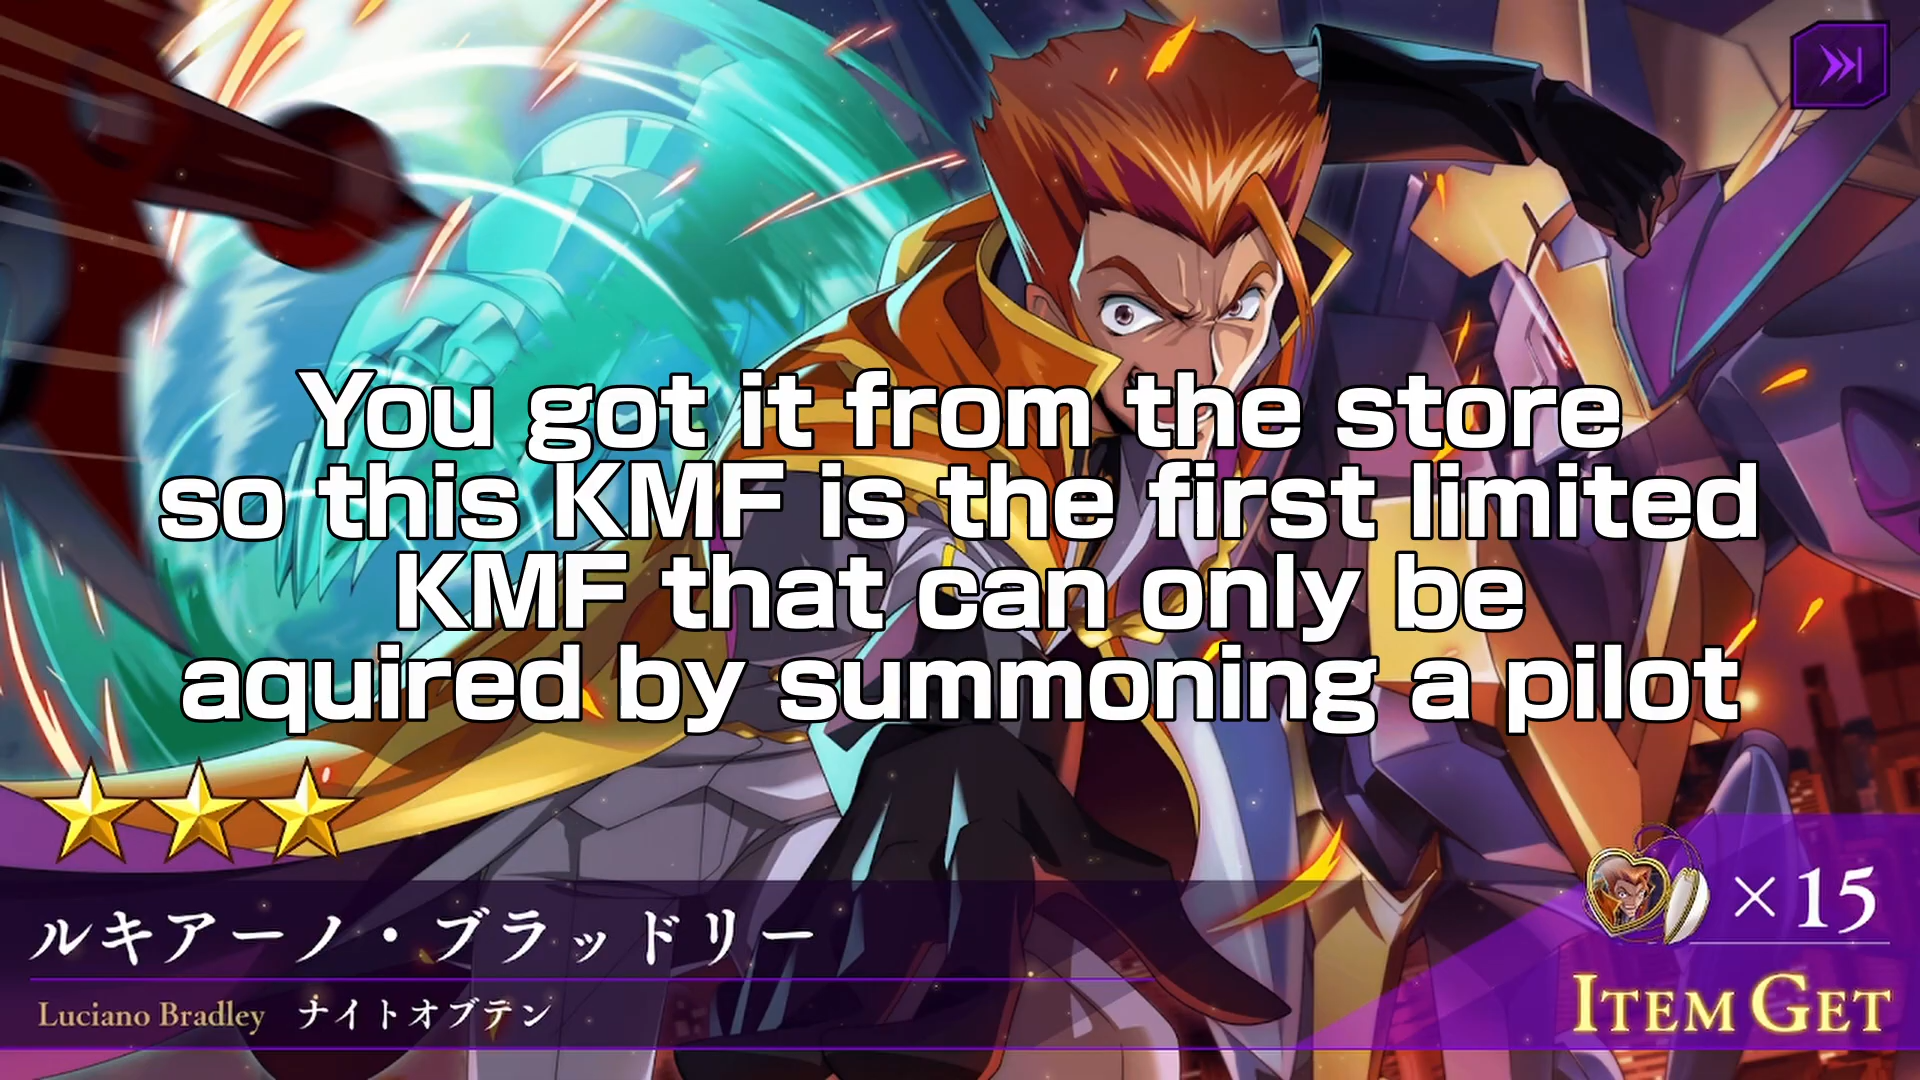 You got it from the store
so this KMF is the first limited
KMF that can only be
aquired by summoning a pilot
ルキアーノ・ブラッドリー
Luciano Bradley ナイトオブテン
×15
ITEM GET